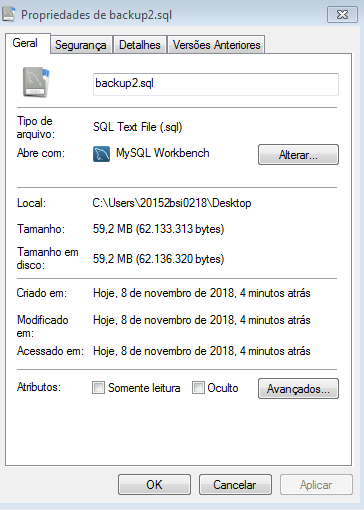 Propriedades de backup2.sql
Geral Segurança Detalhes Versões Anteriores
backup2.sql
Tipo de
arquivo:
SQL Text File (.sql)
Abre com: MySQL Workbench Alterar...
Local: C:\Users\20152bsi0218\Desktop
Tamanho: 59,2 MB (62.133.313 bytes)
Tamanho em
disco:
59,2 MB (62.136.320 bytes)
Criado em: Hoje, 8 de novembro de 2018, 4 minutos atrás
Modificado
em:
Hoje, 8 de novembro de 2018, 4 minutos atrás
Acessado em: Hoje, 8 de novembro de 2018, 4 minutos atrás
Atributos: Somente leitura Oculto Avançados...
OK Cancelar Aplicar